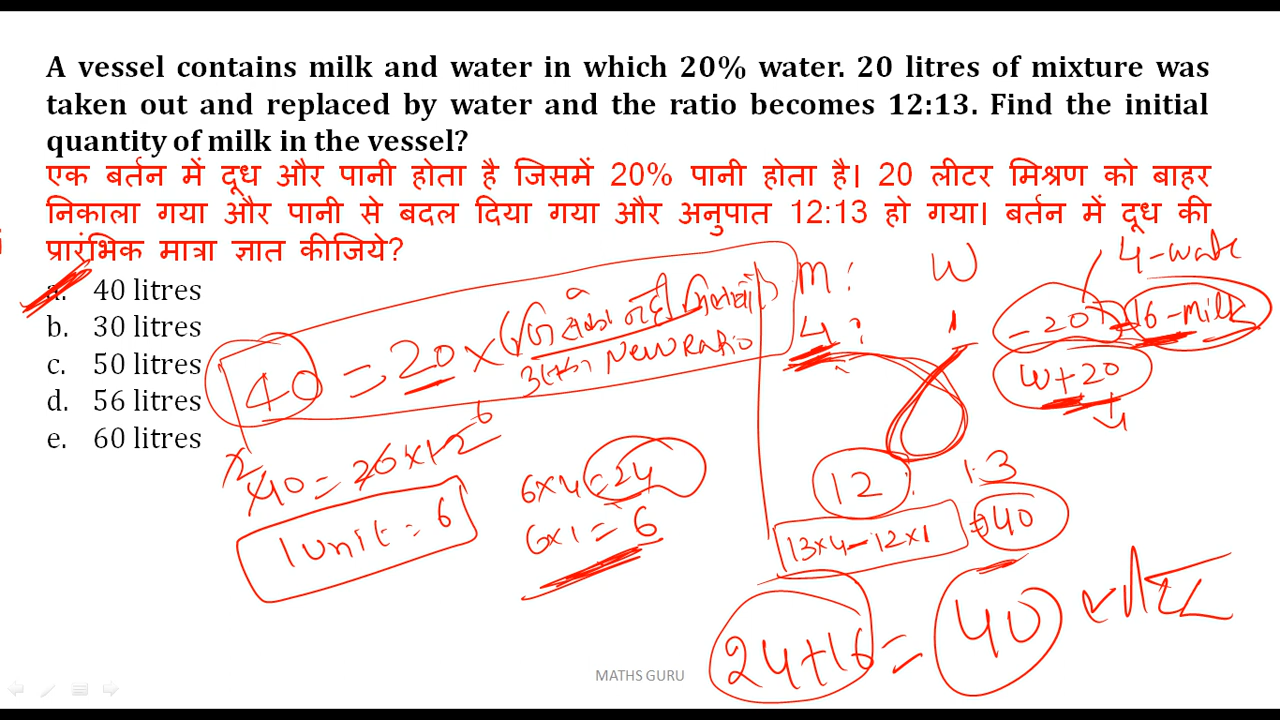 A vessel contains milk and water in which 20% water. 20 litres of mixture was
taken out and replaced by water and the ratio becomes 12:13. Find the initial
quantity of milk in the vessel?
एक बर्तन में दूध और पानी होता है जिसमें 20% पानी होता है। 20 लीटर मिश्रण को बाहर
निकाला गया और पानी से बदल दिया गया और अनुपात 12:13 हो गया। बर्तन में दूध की
प्रारंभिक मात्रा ज्ञात कीजिये?
a. 40 litres
b. 30 litres
c. 50 litres
d. 56 litres
e. 60 litres
M : W
4 : 1
4-wate
-20
16-milk
W+20
40 = 20 × (
New Ratio
12 : 13
13×4-12×1 = 40
1 Unit = 6
6×4=24
6×1=6
24+16 = 40
MATHS GURU